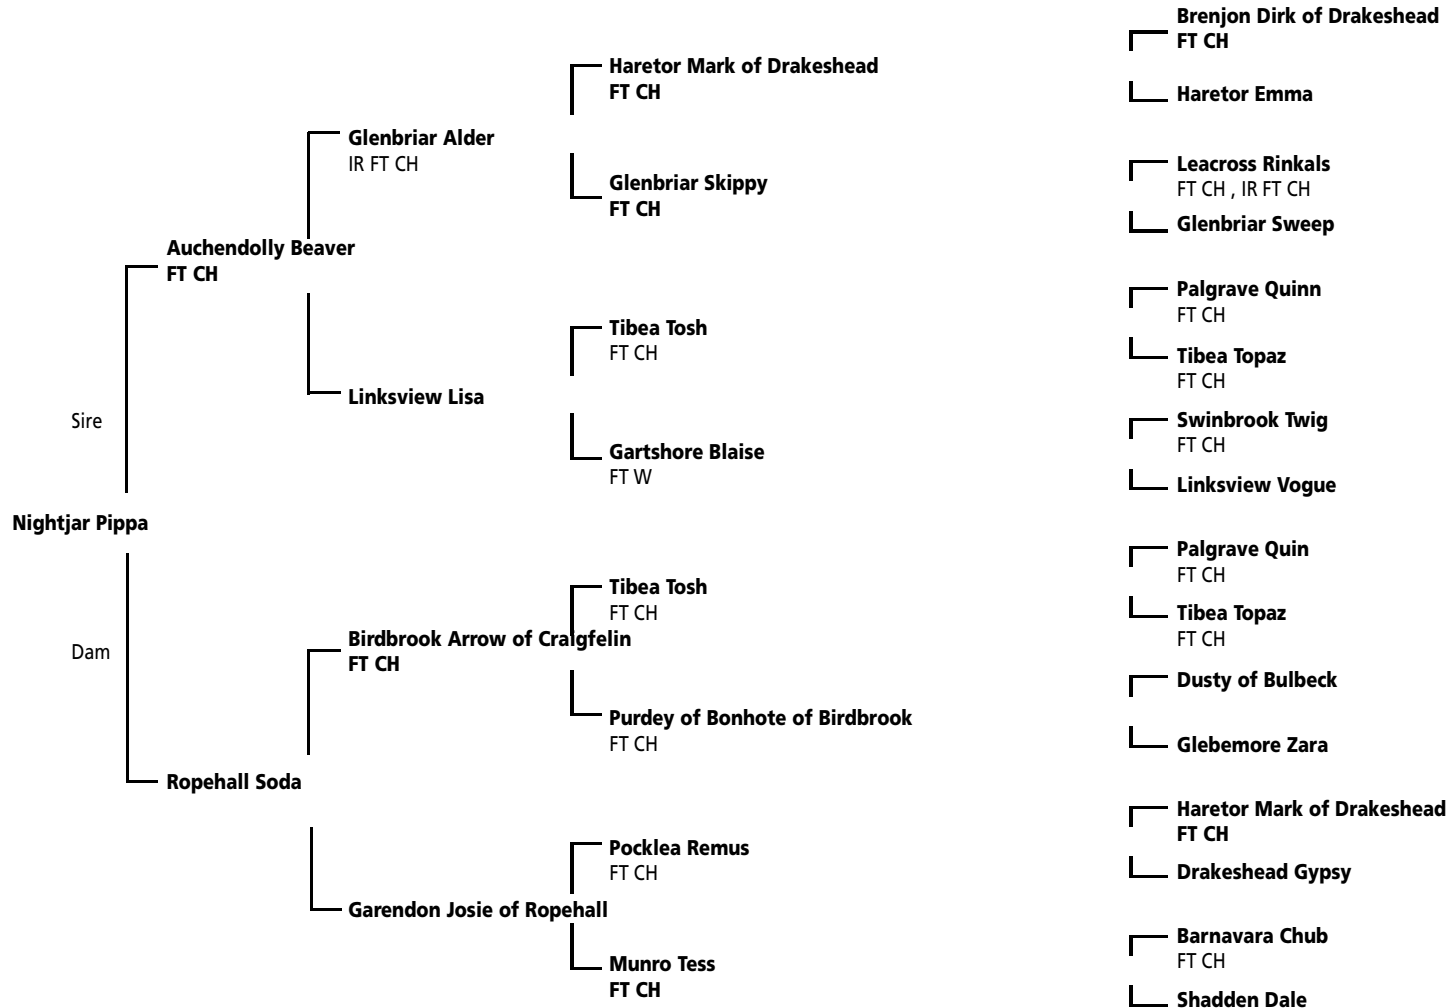 Nightjar Pippa
Sire
Dam
Auchendolly Beaver
FT CH
Ropehall Soda
Glenbriar Alder
IR FT CH
Linksview Lisa
Birdbrook Arrow of Craigfelin
FT CH
Garendon Josie of Ropehall
Haretor Mark of Drakeshead
FT CH
Glenbriar Skippy
FT CH
Tibea Tosh
FT CH
Gartshore Blaise
FT W
Tibea Tosh
FT CH
Purdey of Bonhote of Birdbrook
FT CH
Pocklea Remus
FT CH
Munro Tess
FT CH
Brenjon Dirk of Drakeshead
FT CH
Haretor Emma
Leacross Rinkals
FT CH , IR FT CH
Glenbriar Sweep
Palgrave Quinn
FT CH
Tibea Topaz
FT CH
Swinbrook Twig
FT CH
Linksview Vogue
Palgrave Quin
FT CH
Tibea Topaz
FT CH
Dusty of Bulbeck
Glebemore Zara
Haretor Mark of Drakeshead
FT CH
Drakeshead Gypsy
Barnavara Chub
FT CH
Shadden Dale